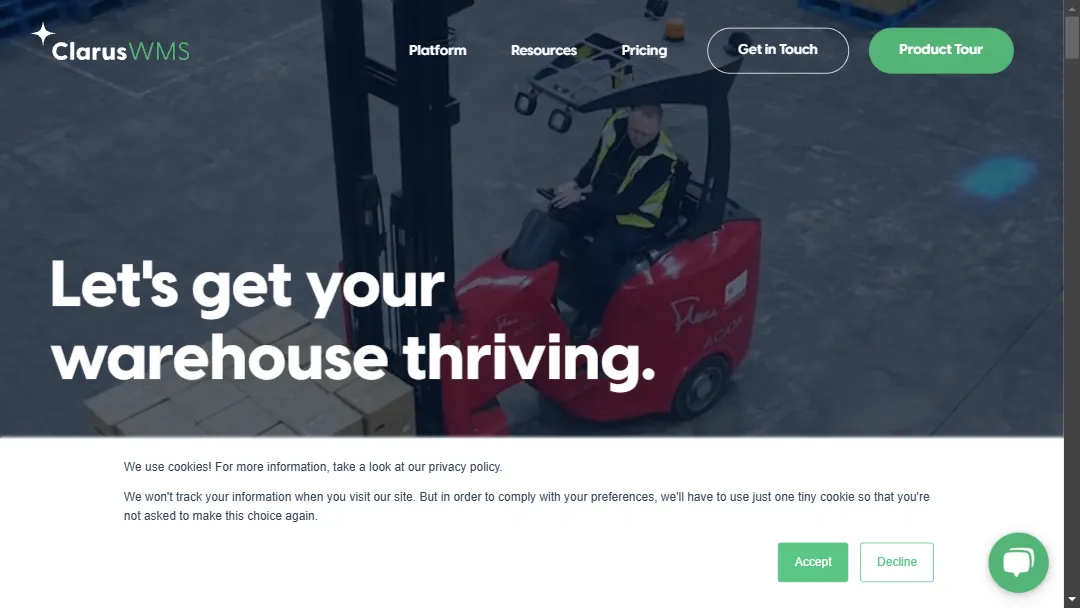 ClarusWMS
Platform
Resources
Pricing
Get in Touch
Product Tour
Let's get your
warehouse thriving.
Flexi
Flexi
ACION
We use cookies! For more information, take a look at our privacy policy.
We won't track your information when you visit our site. But in order to comply with your preferences, we'll have to use just one tiny cookie so that you're
not asked to make this choice again.
Accept
Decline